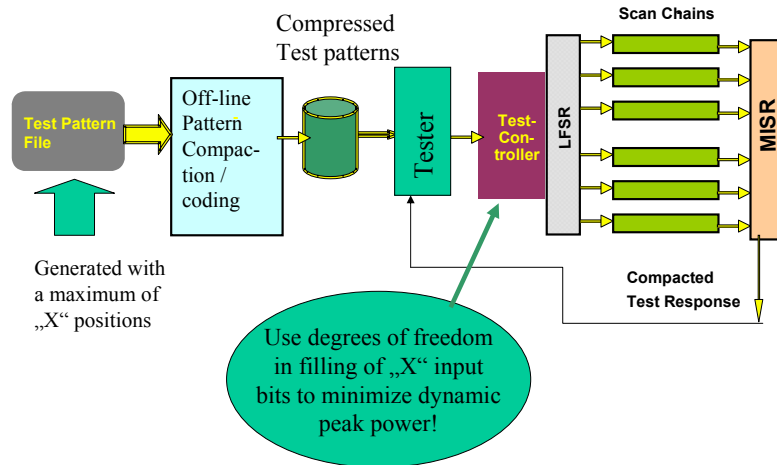 Scan Chains
Compressed
Test patterns
Test Pattern
File
Off-line
Pattern
Compac-
tion /
coding
Tester
Test-
Con-
troller
LFSR
MISR
Generated with
a maximum of
„X“ positions
Compacted
Test Response
Use degrees of freedom
in filling of „X“ input
bits to minimize dynamic
peak power!